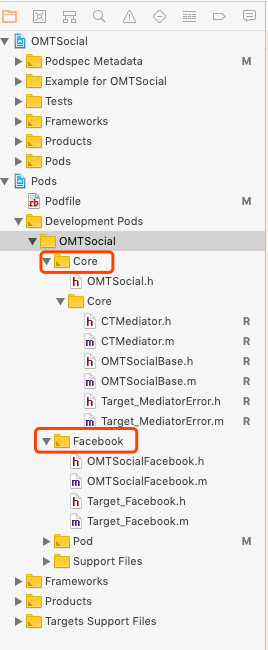 OMTSocial
Podspec Metadata M
Example for OMTSocial
Tests
Frameworks
Products
Pods
Pods
Podfile M
Development Pods
OMTSocial
Core
OMTSocial.h
Core
CTMediator.h R
CTMediator.m R
OMTSocialBase.h R
OMTSocialBase.m R
Target_MediatorError.h R
Target_MediatorError.m R
Facebook
OMTSocialFacebook.h
OMTSocialFacebook.m
Target_Facebook.h
Target_Facebook.m
Pod
Support Files
Frameworks
Products
Targets Support Files